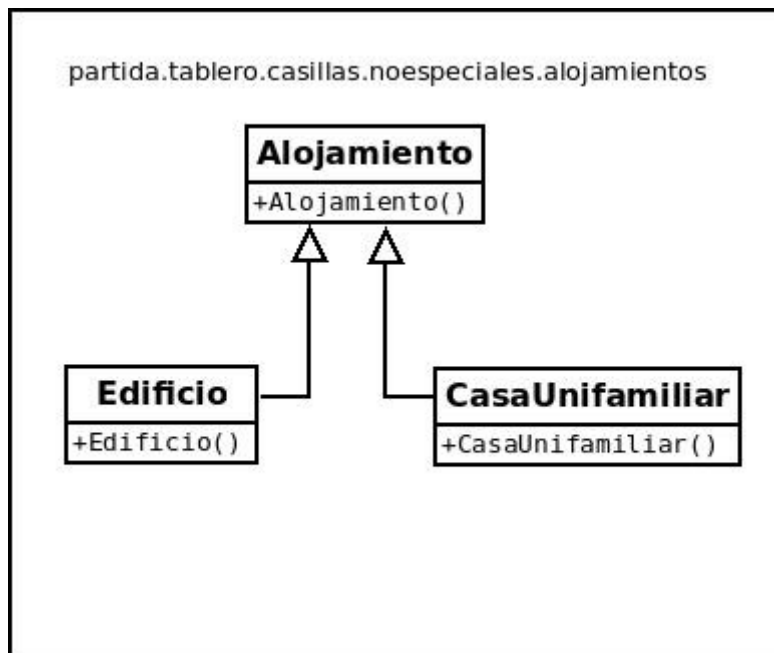 partida.tablero.casillas.noespeciales.alojamientos
Alojamiento
+Alojamiento()
Edificio
+Edificio()
CasaUnifamiliar
+CasaUnifamiliar()